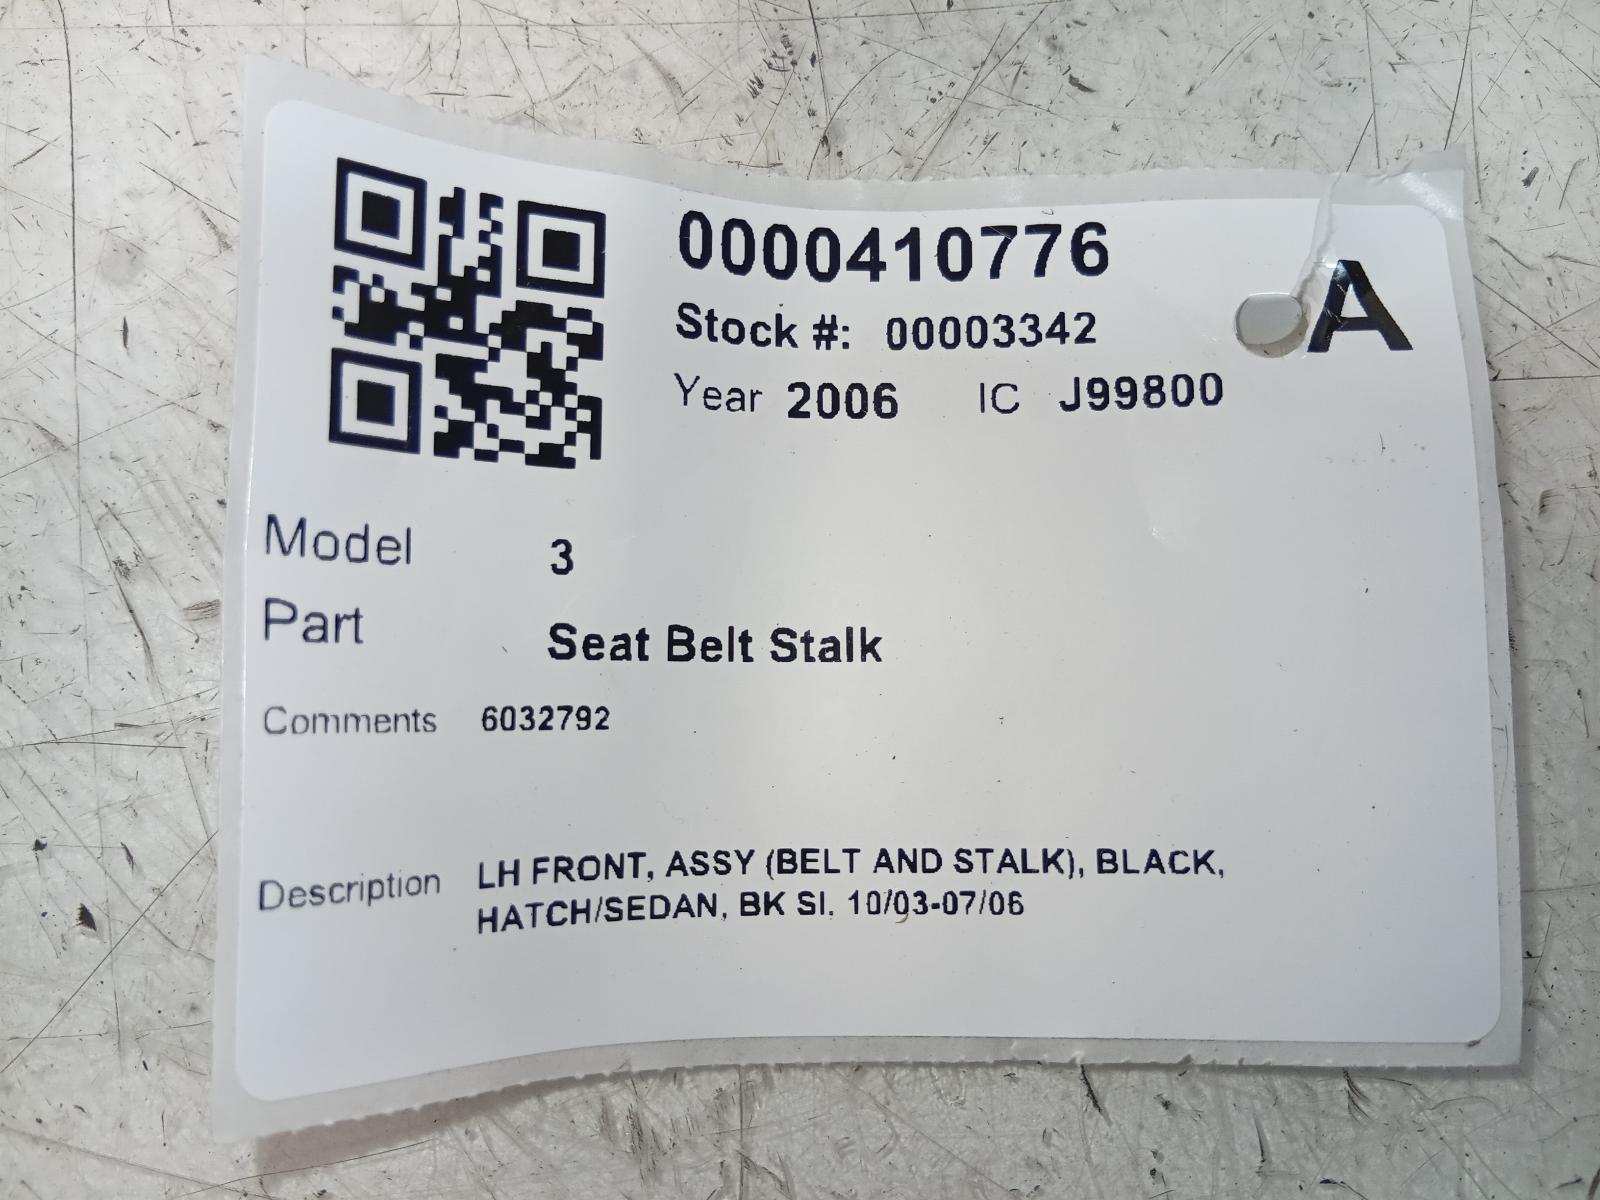 0000410776
A
Stock #: 00003342
Year 2006 IC J99800
Model 3
Part Seat Belt Stalk
Comments 6032792
Description LH FRONT, ASSY (BELT AND STALK), BLACK,
HATCH/SEDAN, BK SI, 10/03-07/06